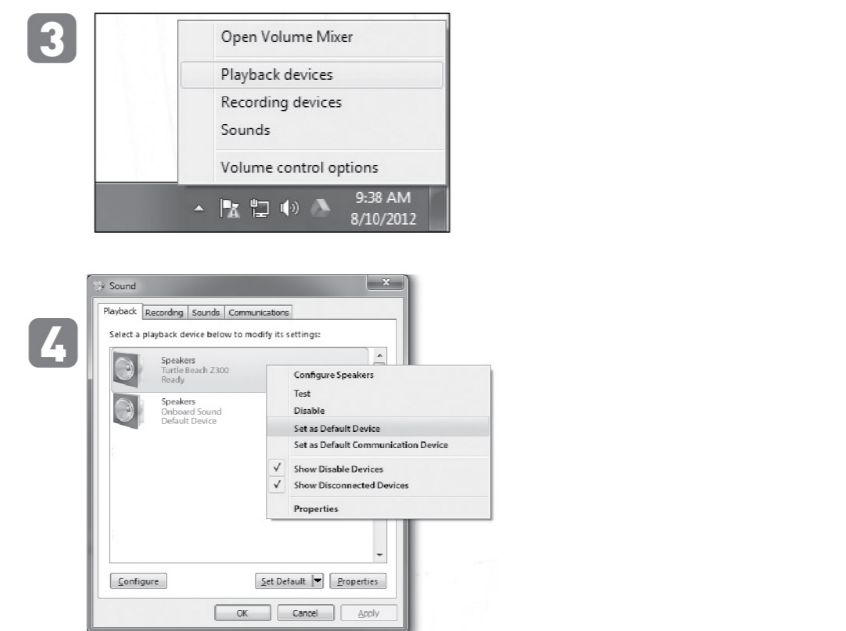 3
Open Volume Mixer
Playback devices
Recording devices
Sounds
Volume control options
9:38 AM
8/10/2012
4
Sound
x
Playback Recording Sounds Communications
Select a playback device below to modify its settings:
Speakers
Turtle Beach Z300
Ready
Speakers
Onboard Sound
Default Device
Configure Speakers
Test
Disable
Set as Default Device
Set as Default Communication Device
Show Disable Devices
Show Disconnected Devices
Properties
Configure Set Default Properties
OK Cancel Apply